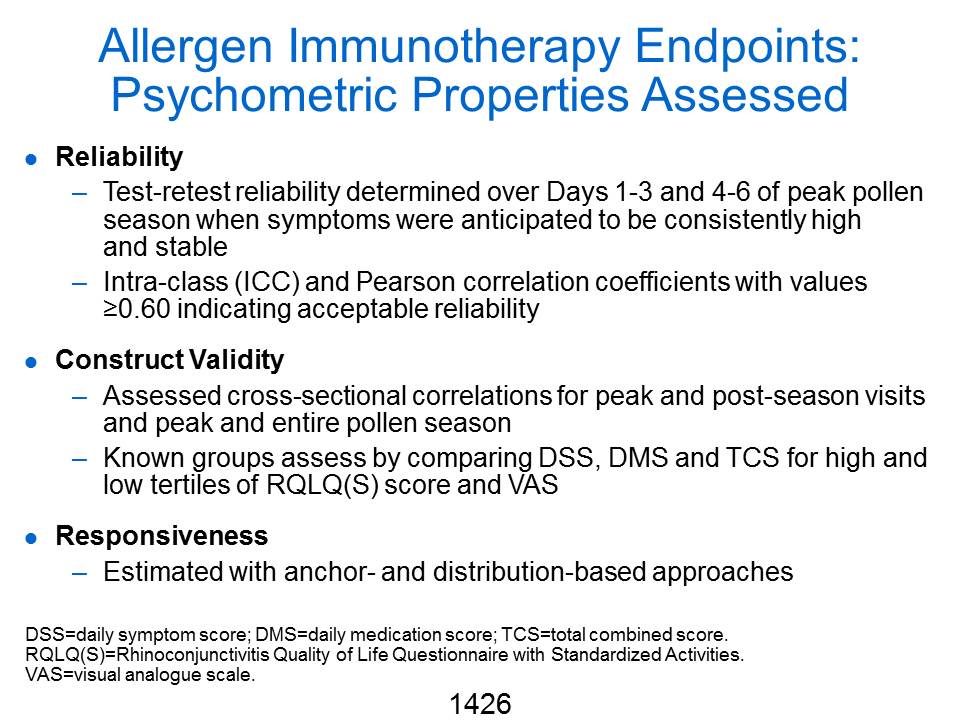 Allergen Immunotherapy Endpoints:
Psychometric Properties Assessed
● Reliability
– Test-retest reliability determined over Days 1-3 and 4-6 of peak pollen
season when symptoms were anticipated to be consistently high
and stable
– Intra-class (ICC) and Pearson correlation coefficients with values
≥0.60 indicating acceptable reliability
● Construct Validity
– Assessed cross-sectional correlations for peak and post-season visits
and peak and entire pollen season
– Known groups assess by comparing DSS, DMS and TCS for high and
low tertiles of RQLQ(S) score and VAS
● Responsiveness
– Estimated with anchor- and distribution-based approaches
DSS=daily symptom score; DMS=daily medication score; TCS=total combined score.
RQLQ(S)=Rhinoconjunctivitis Quality of Life Questionnaire with Standardized Activities.
VAS=visual analogue scale.
1426